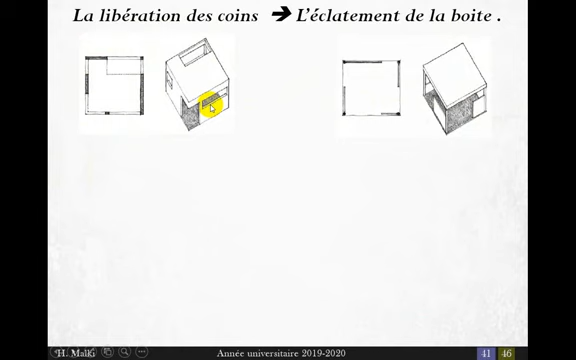 La libération des coins ➔ L'éclatement de la boite .
H. Malki
Année universitaire 2019-2020
41
46